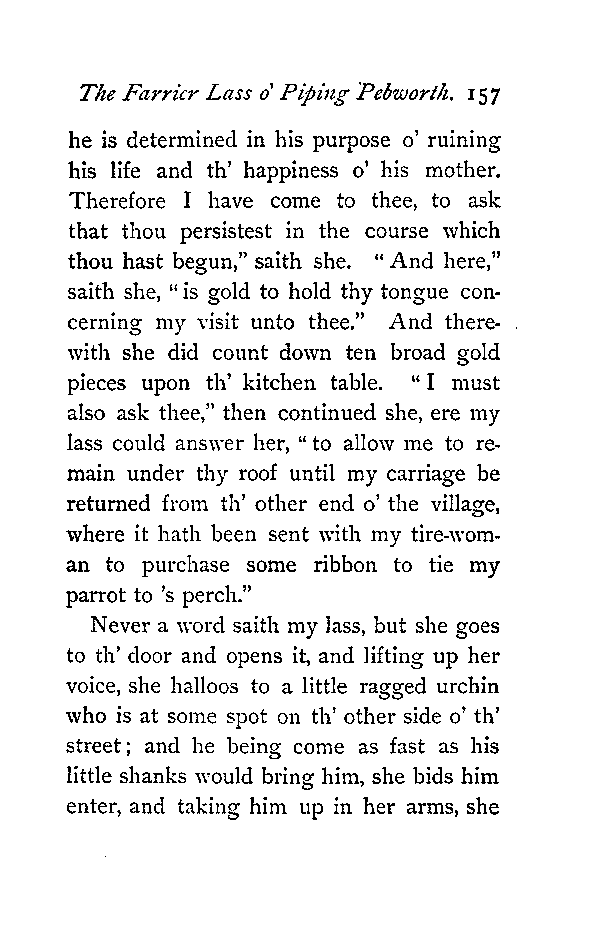 The Farrier Lass o' Piping Pebworth. 157
he is determined in his purpose o' ruining
his life and th' happiness o' his mother.
Therefore I have come to thee, to ask
that thou persistest in the course which
thou hast begun,” saith she. “ And here,”
saith she, “ is gold to hold thy tongue con-
cerning my visit unto thee.” And there-
with she did count down ten broad gold
pieces upon th' kitchen table. “ I must
also ask thee,” then continued she, ere my
lass could answer her, “ to allow me to re-
main under thy roof until my carriage be
returned from th' other end o' the village,
where it hath been sent with my tire-wom-
an to purchase some ribbon to tie my
parrot to 's perch.”
Never a word saith my lass, but she goes
to th' door and opens it, and lifting up her
voice, she halloos to a little ragged urchin
who is at some spot on th' other side o' th'
street; and he being come as fast as his
little shanks would bring him, she bids him
enter, and taking him up in her arms, she